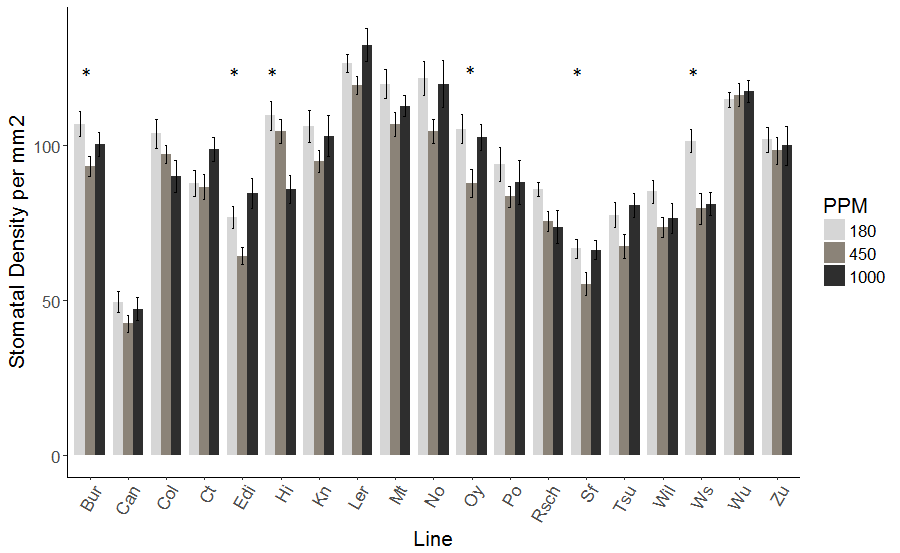 * * * * * *
Stomatal Density per mm2
100
50
0
Bur Can Col Ct Edi Hi Kn Ler Mt No Oy Po Rsch Sf Tsu Wil Ws Wu Zu
Line
PPM
180
450
1000